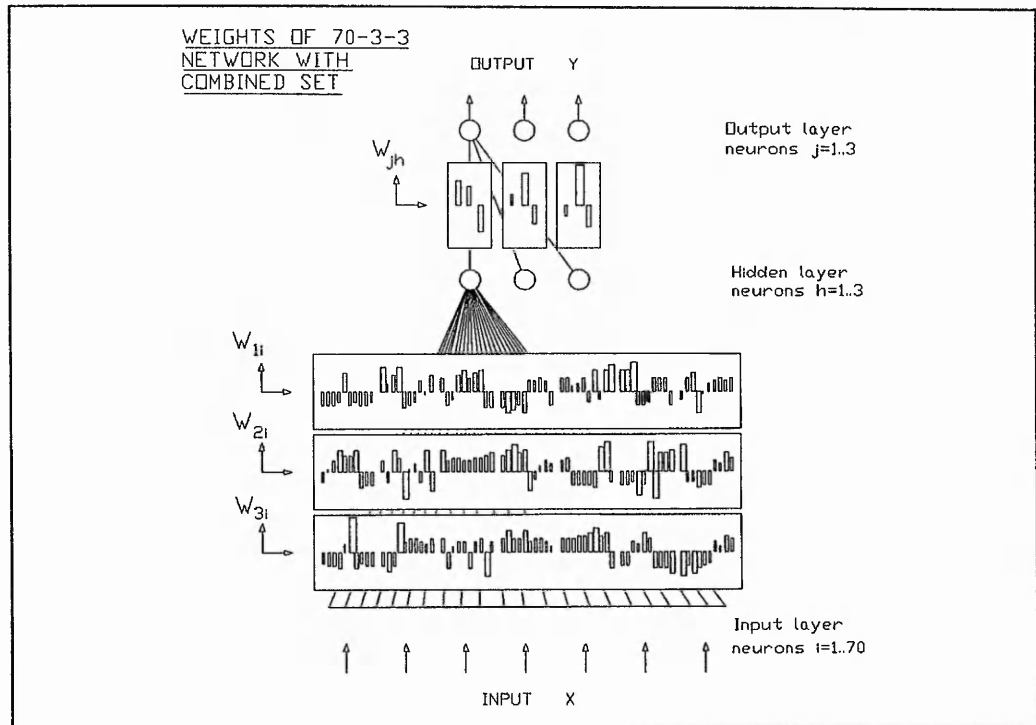 WEIGHTS OF 70-3-3
NETWORK WITH
COMBINED SET
OUTPUT Y
Output layer
neurons j=1..3
W_jh
Hidden layer
neurons h=1..3
W_1i
W_2i
W_3i
Input layer
neurons i=1..70
INPUT X